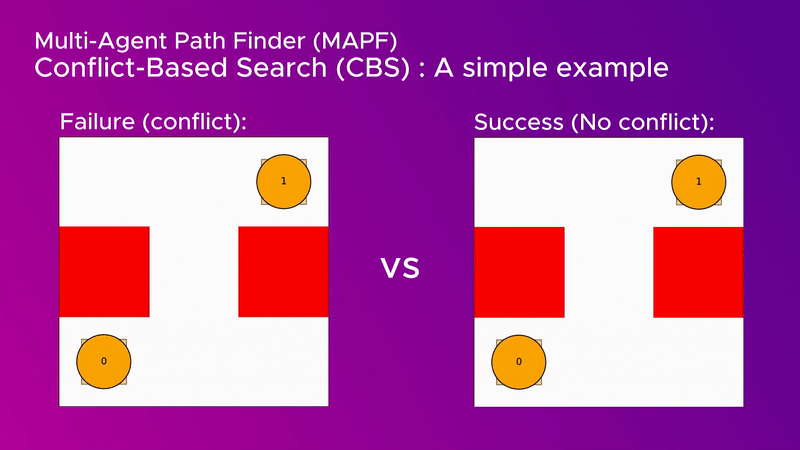 Multi-Agent Path Finder (MAPF)
Conflict-Based Search (CBS) : A simple example
Failure (conflict):
1
0
vs
Success (No conflict):
1
0